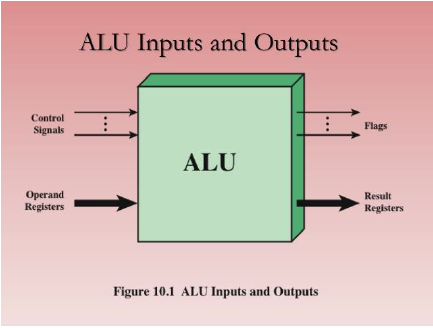 ALU Inputs and Outputs
Control
Signals
Flags
ALU
Operand
Registers
Result
Registers
Figure 10.1 ALU Inputs and Outputs